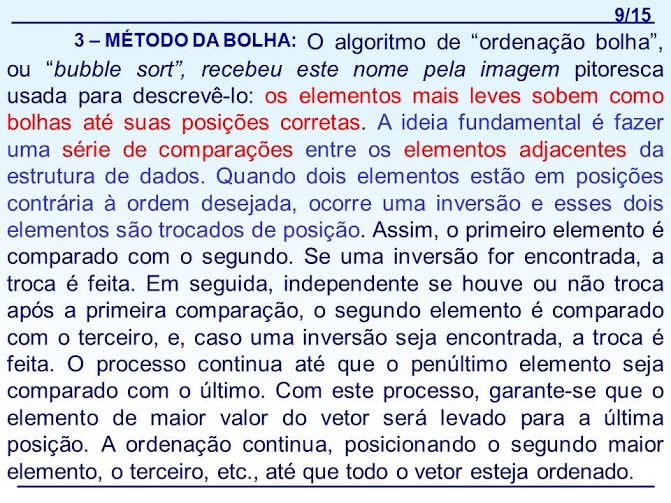 9/15
3 – MÉTODO DA BOLHA: O algoritmo de “ordenação bolha”,
ou “bubble sort”, recebeu este nome pela imagem pitoresca
usada para descrevê-lo: os elementos mais leves sobem como
bolhas até suas posições corretas. A ideia fundamental é fazer
uma série de comparações entre os elementos adjacentes da
estrutura de dados. Quando dois elementos estão em posições
contrária à ordem desejada, ocorre uma inversão e esses dois
elementos são trocados de posição. Assim, o primeiro elemento é
comparado com o segundo. Se uma inversão for encontrada, a
troca é feita. Em seguida, independente se houve ou não troca
após a primeira comparação, o segundo elemento é comparado
com o terceiro, e, caso uma inversão seja encontrada, a troca é
feita. O processo continua até que o penúltimo elemento seja
comparado com o último. Com este processo, garante-se que o
elemento de maior valor do vetor será levado para a última
posição. A ordenação continua, posicionando o segundo maior
elemento, o terceiro, etc., até que todo o vetor esteja ordenado.